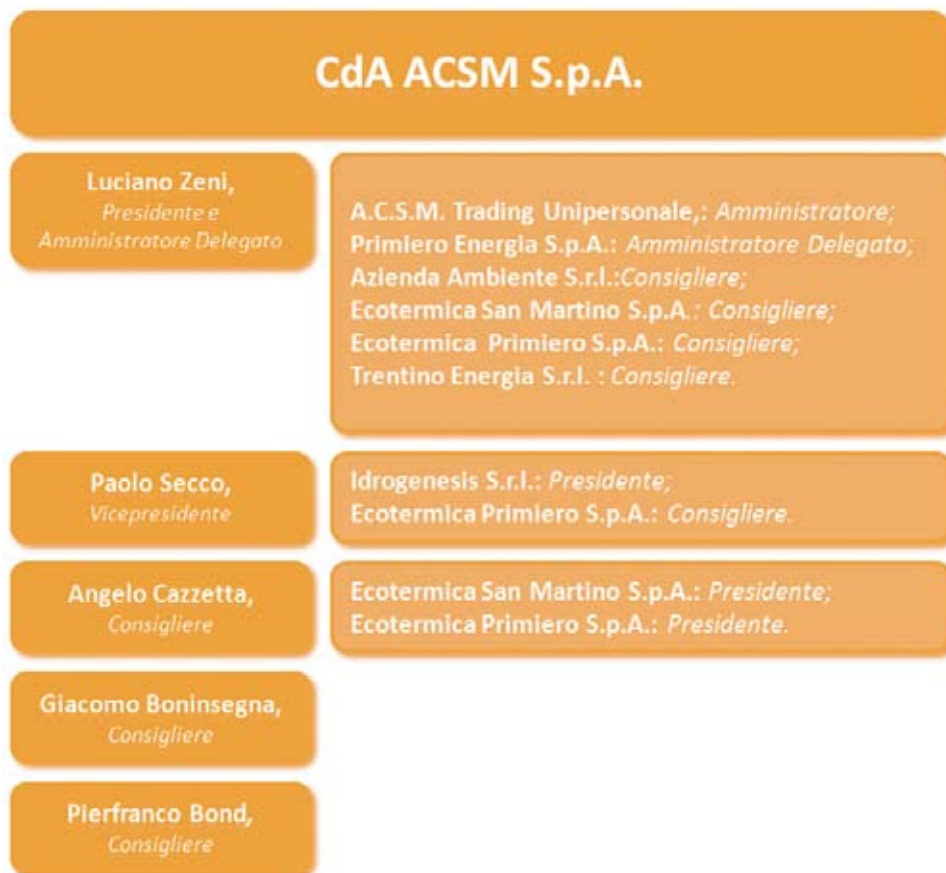 CdA ACSM S.p.A.
Luciano Zeni,
Presidente e
Amministratore Delegato
A.C.S.M. Trading Unipersonale,: Amministratore;
Primiero Energia S.p.A.: Amministratore Delegato;
Azienda Ambiente S.r.l.:Consigliere;
Ecotermica San Martino S.p.A.: Consigliere;
Ecotermica Primiero S.p.A.: Consigliere;
Trentino Energia S.r.l. : Consigliere.
Paolo Secco,
Vicepresidente
Idrogenesis S.r.l.: Presidente;
Ecotermica Primiero S.p.A.: Consigliere.
Angelo Cazzetta,
Consigliere
Ecotermica San Martino S.p.A.: Presidente;
Ecotermica Primiero S.p.A.: Presidente.
Giacomo Boninsegna,
Consigliere
Pierfranco Bond,
Consigliere